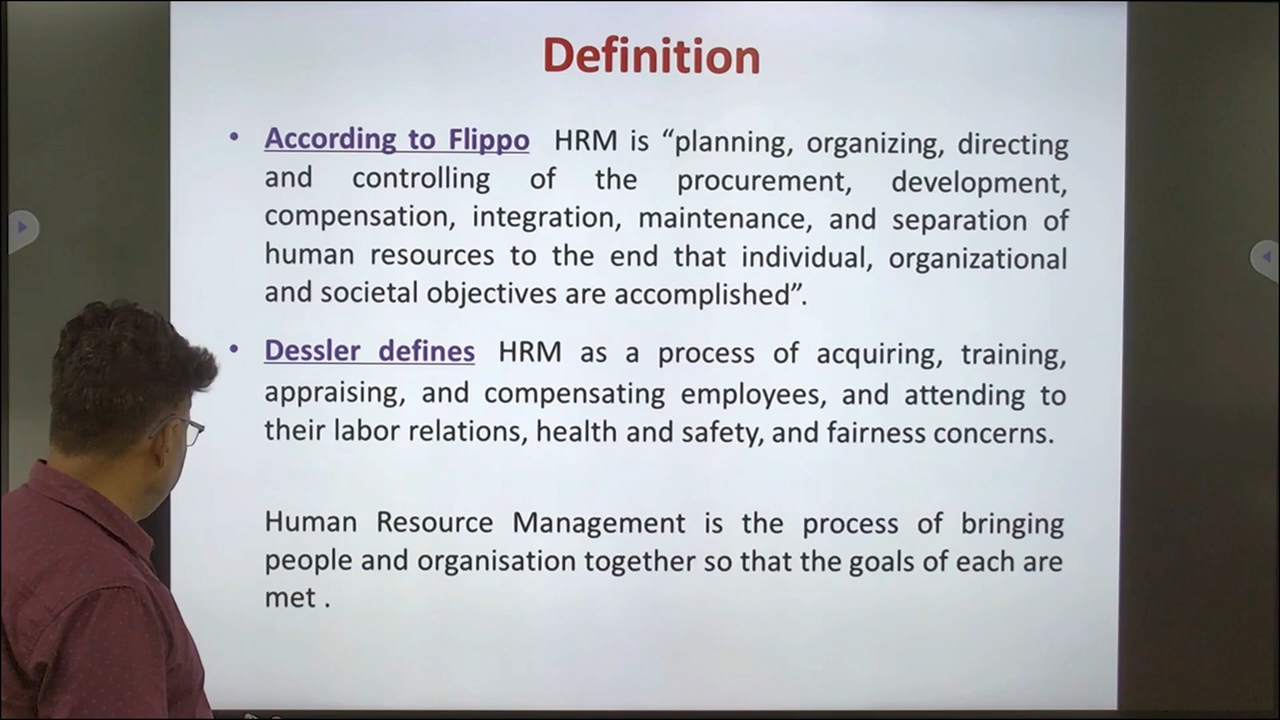 Definition
• According to Flippo HRM is “planning, organizing, directing
and controlling of the procurement, development,
compensation, integration, maintenance, and separation of
human resources to the end that individual, organizational
and societal objectives are accomplished”.
• Dessler defines HRM as a process of acquiring, training,
appraising, and compensating employees, and attending to
their labor relations, health and safety, and fairness concerns.
Human Resource Management is the process of bringing
people and organisation together so that the goals of each are
met .